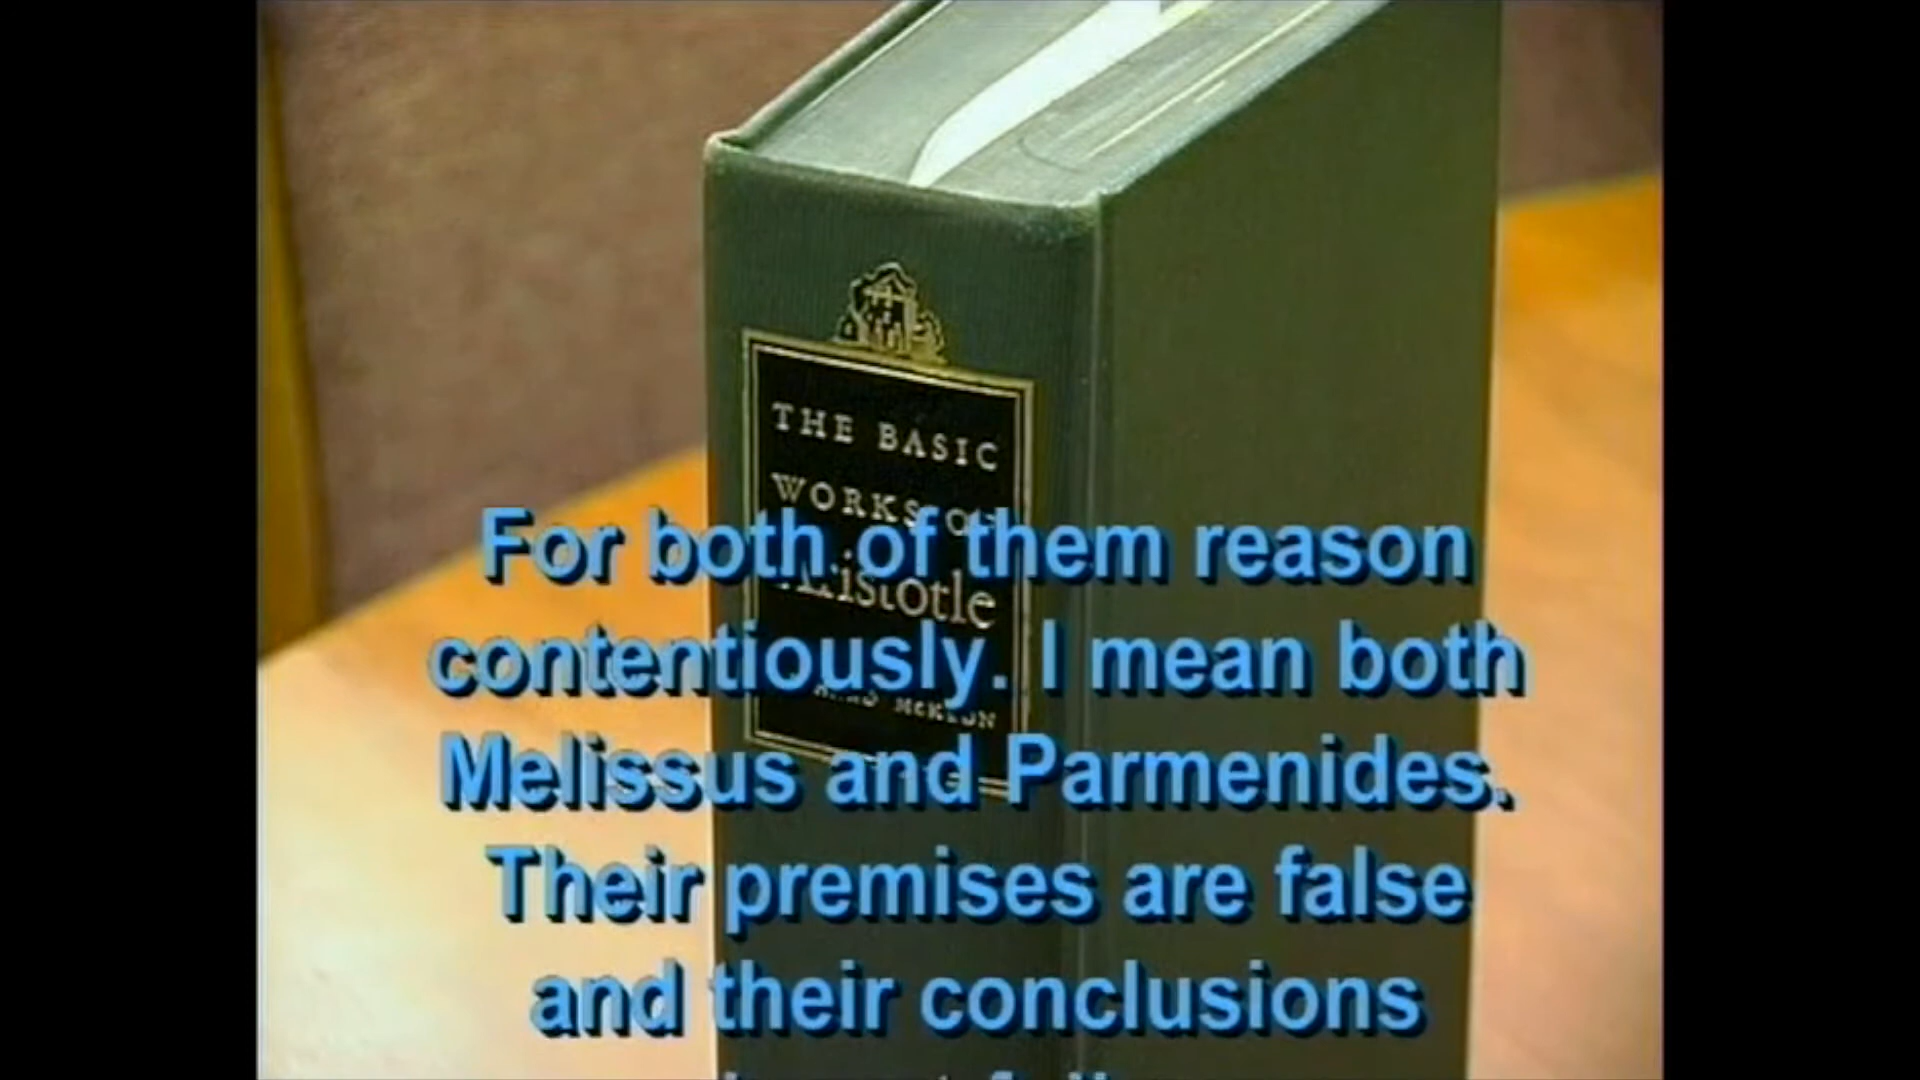 THE BASIC
WORKS
Aristotle
MCKEON
For both of them reason
contentiously. I mean both
Melissus and Parmenides.
Their premises are false
and their conclusions